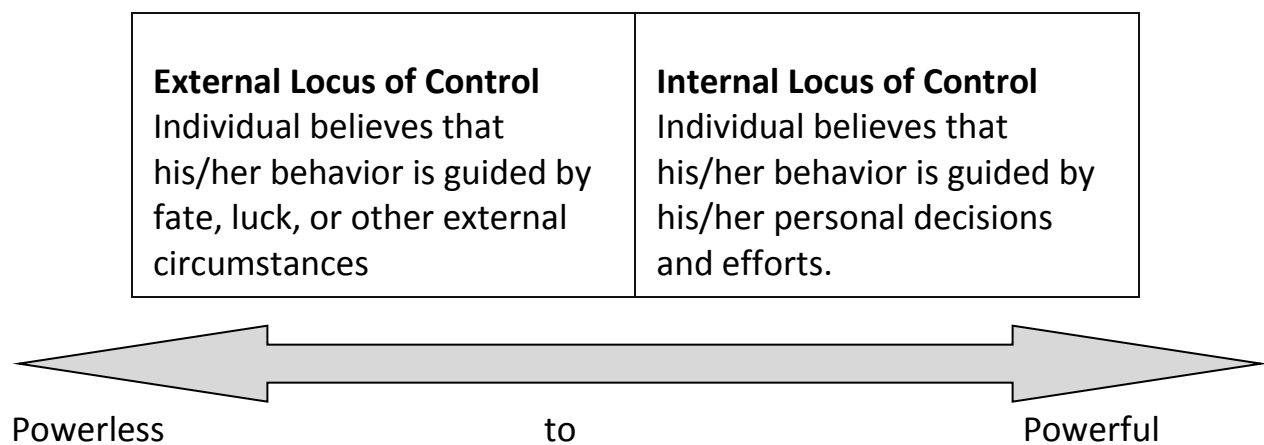 External Locus of Control
Individual believes that
his/her behavior is guided by
fate, luck, or other external
circumstances
Internal Locus of Control
Individual believes that
his/her behavior is guided by
his/her personal decisions
and efforts.
Powerless to Powerful